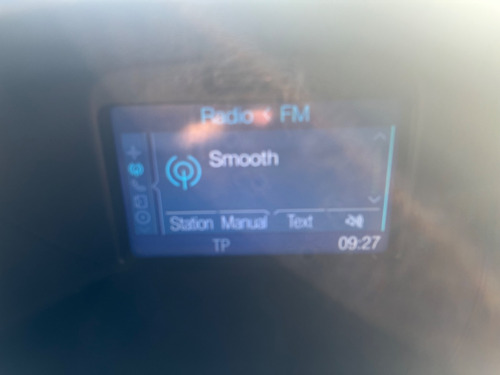 Radio FM
Smooth
Station Manual Text
TP 09:27